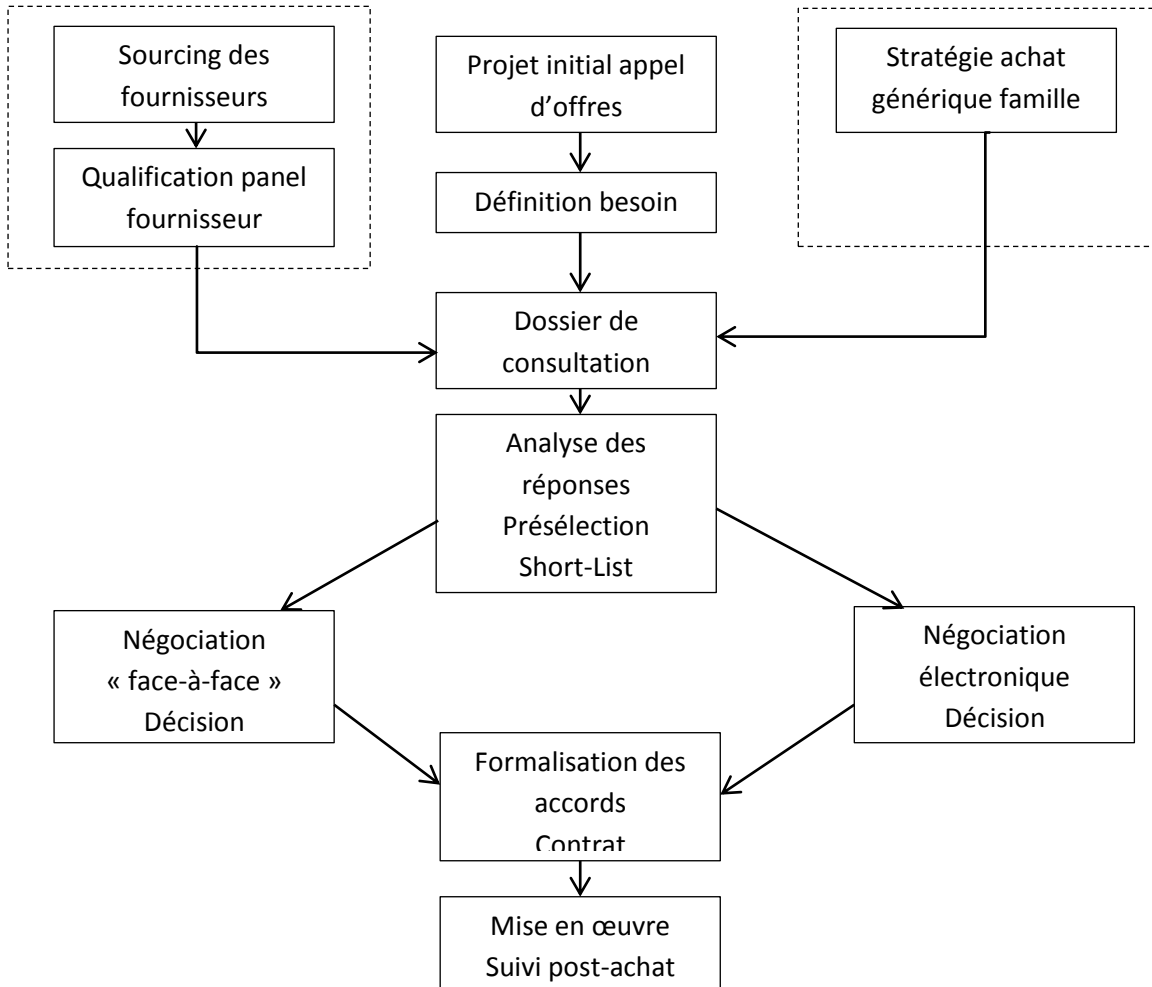 Sourcing des
fournisseurs
Qualification panel
fournisseur
Projet initial appel
d’offres
Définition besoin
Stratégie achat
générique famille
Dossier de
consultation
Analyse des
réponses
Présélection
Short-List
Négociation
« face-à-face »
Décision
Négociation
électronique
Décision
Formalisation des
accords
Contrat
Mise en œuvre
Suivi post-achat